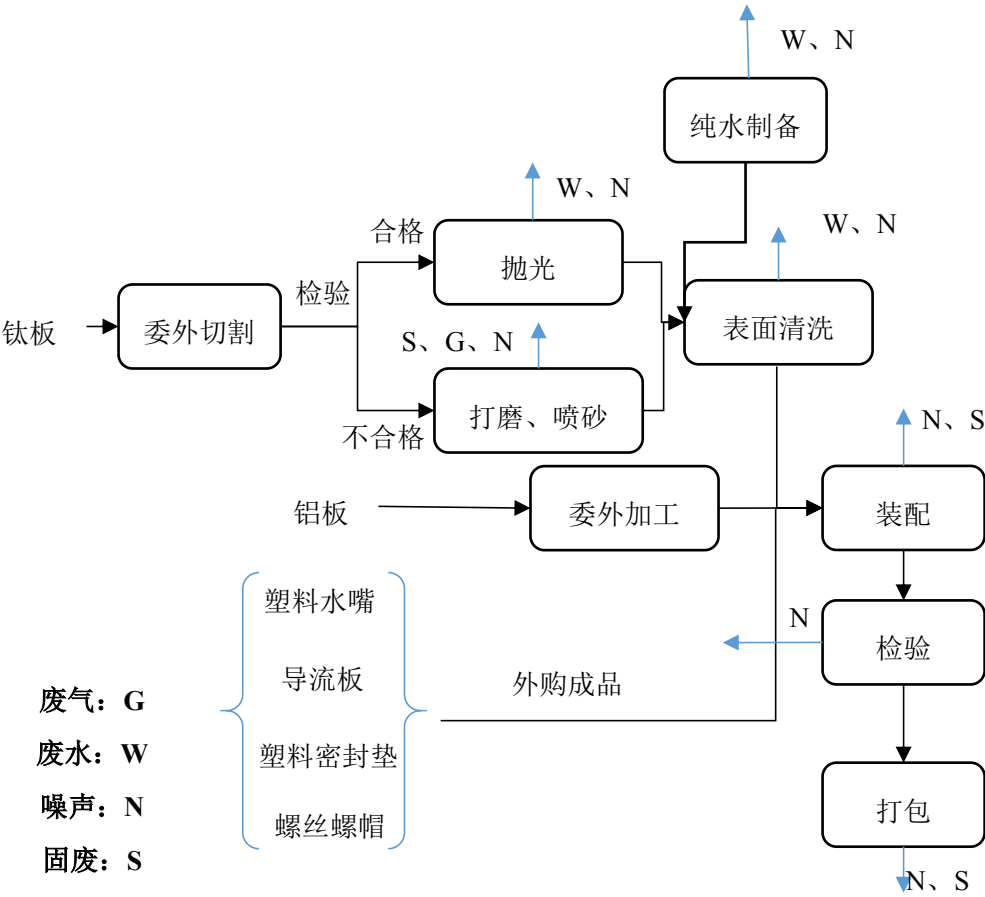 W、N
纯水制备
W、N
合格
抛光
W、N
检验
钛板
委外切割
表面清洗
S、G、N
打磨、喷砂
不合格
N、S
铝板
委外加工
装配
塑料水嘴
N
检验
导流板
外购成品
废气：G
废水：W
塑料密封垫
噪声：N
螺丝螺帽
打包
固废：S
N、S